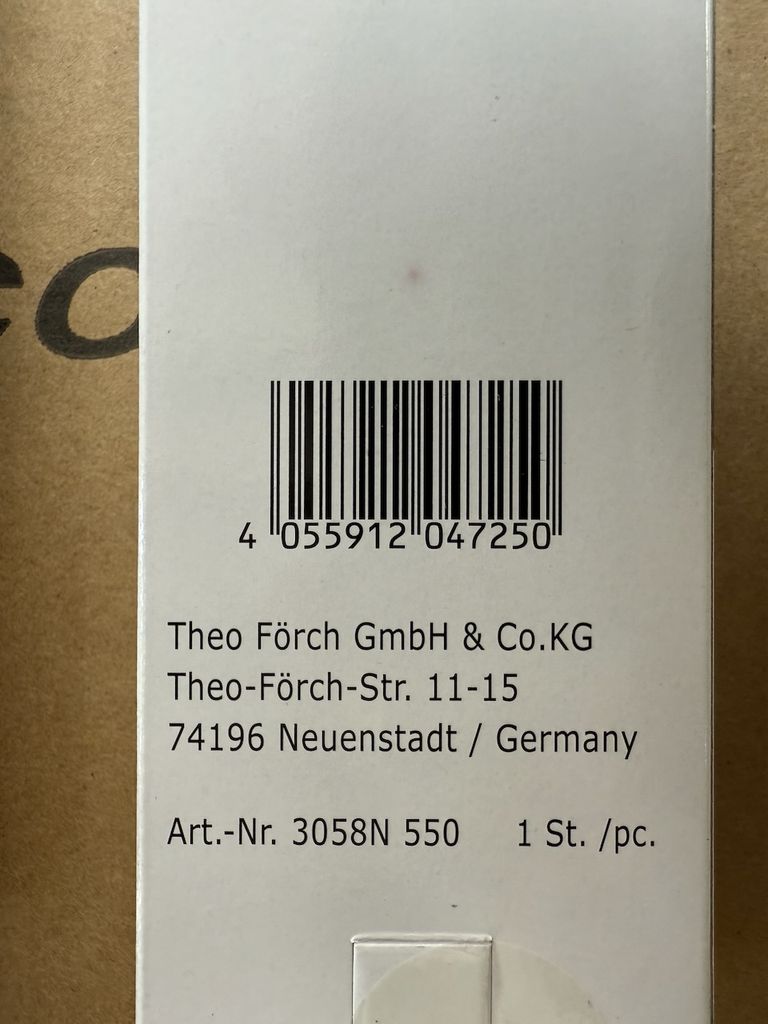 co
4 055912 047250
Theo Förch GmbH & Co.KG
Theo-Förch-Str. 11-15
74196 Neuenstadt / Germany
Art.-Nr. 3058N 550 1 St. /pc.